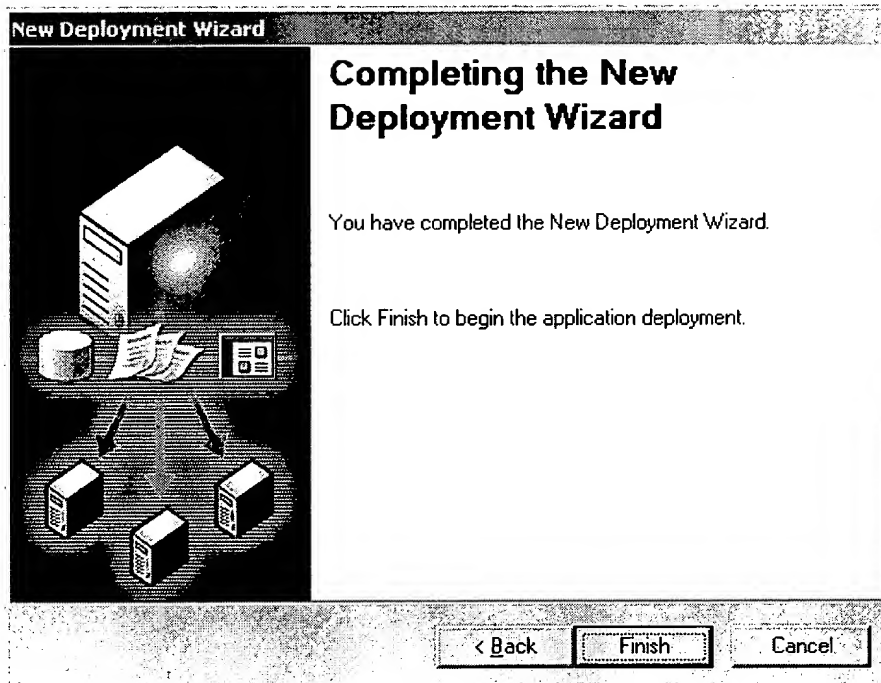 New Deployment Wizard
Completing the New
Deployment Wizard
You have completed the New Deployment Wizard.
Click Finish to begin the application deployment.
< Back
Finish
Cancel